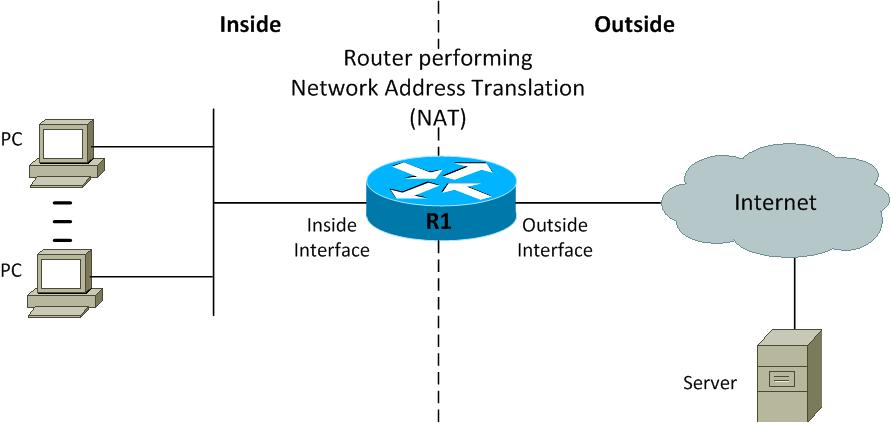 Inside
Outside
Router performing
Network Address Translation
(NAT)
PC
Internet
R1
Inside
Interface
Outside
Interface
PC
Server